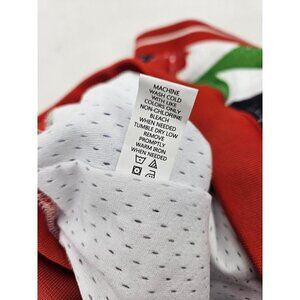 MACHINE
WASH COLD
WITH LIKE
COLORS ONLY
NON-CHLORINE
BLEACH
WHEN NEEDED
TUMBLE DRY LOW
REMOVE
PROMPTLY
WARM IRON
WHEN NEEDED